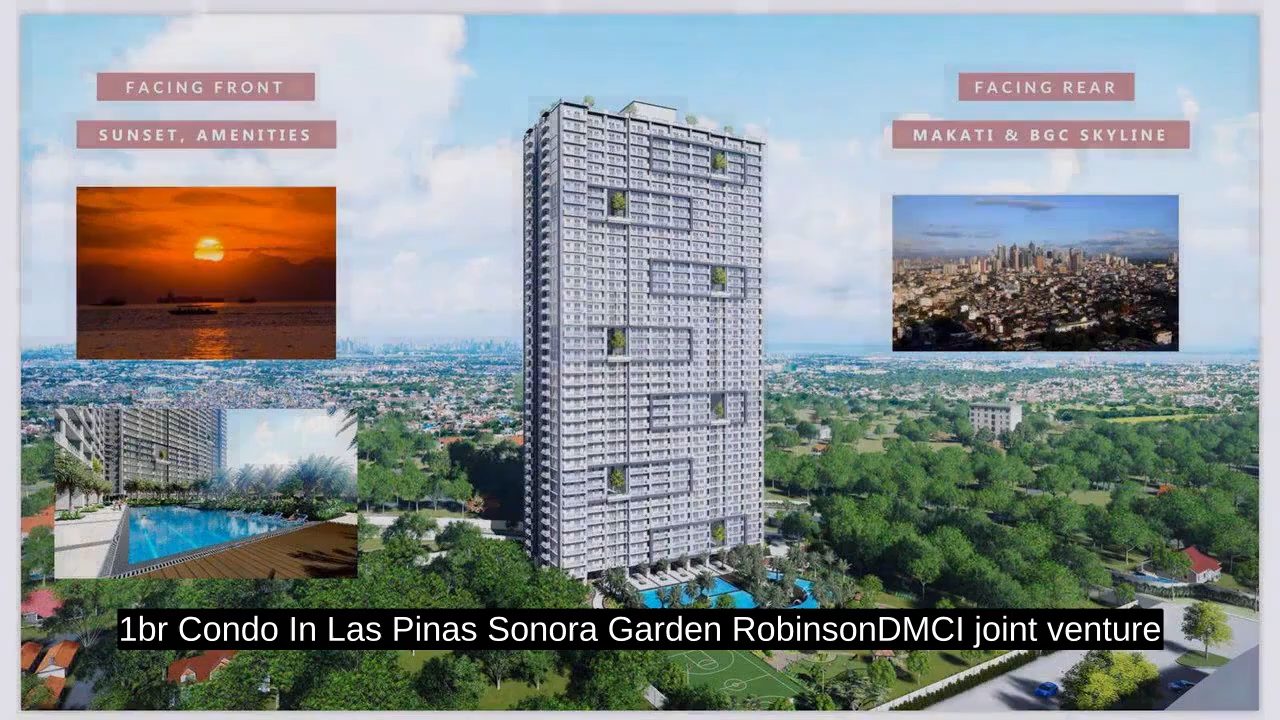 FACING FRONT
SUNSET, AMENITIES
FACING REAR
MAKATI & BGC SKYLINE
1br Condo In Las Pinas Sonora Garden RobinsonDMCI joint venture